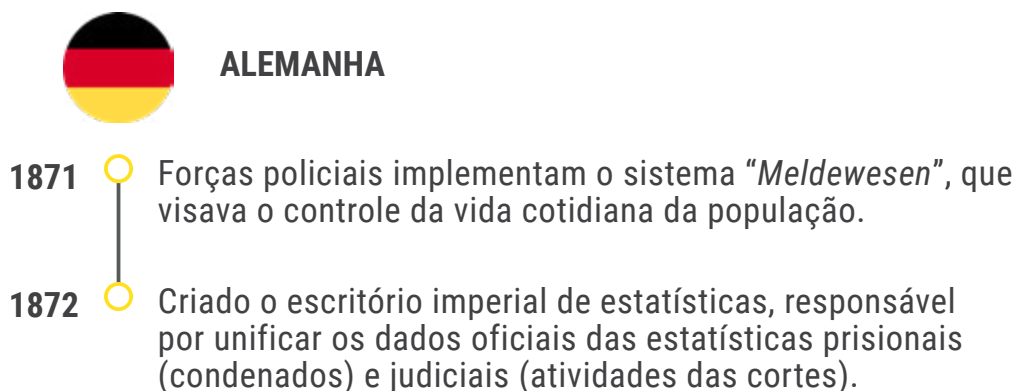 ALEMANHA
1871 Forças policiais implementam o sistema “Meldewesen”, que
visava o controle da vida cotidiana da população.
1872 Criado o escritório imperial de estatísticas, responsável
por unificar os dados oficiais das estatísticas prisionais
(condenados) e judiciais (atividades das cortes).